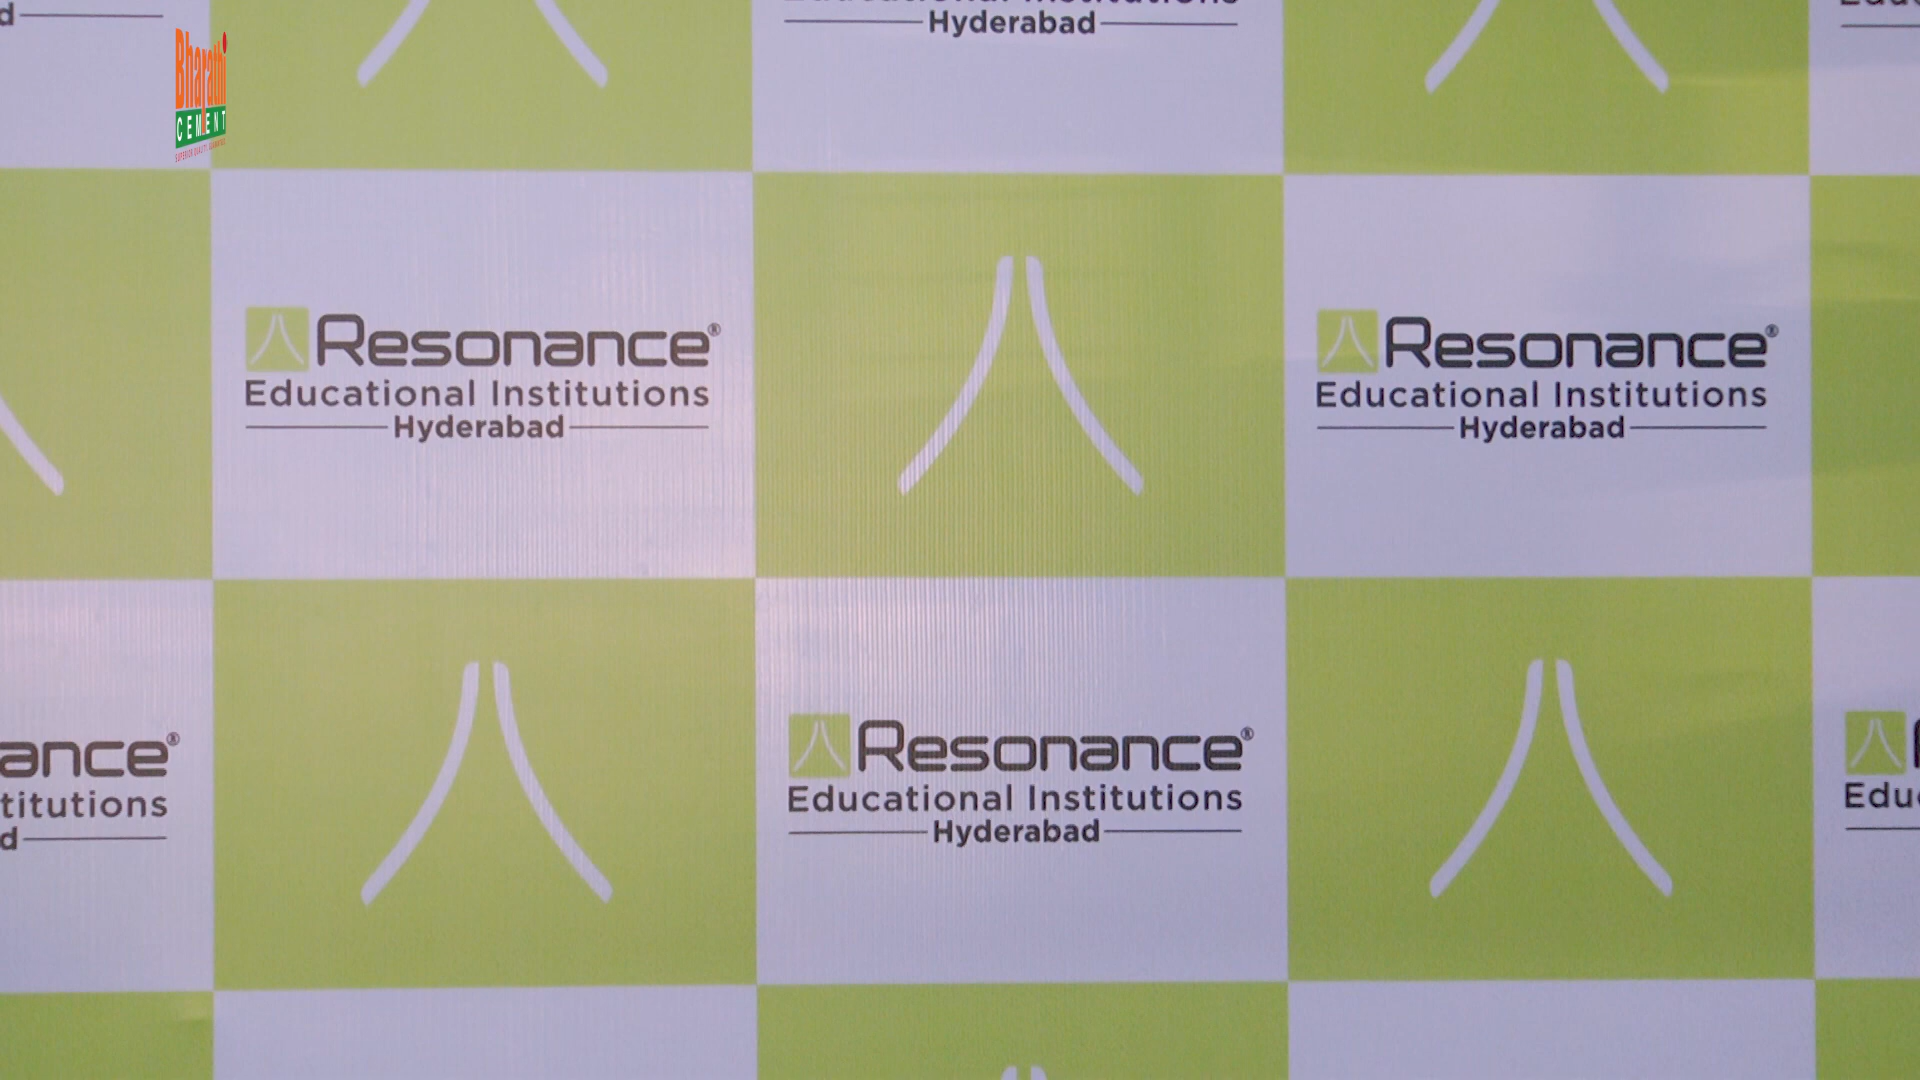 d
Bharathi
CEMENT
Hyderabad
Resonance®
Educational Institutions
Hyderabad
Resonance®
Educational Institutions
Hyderabad
ance®
titutions
d
Resonance®
Educational Institutions
Hyderabad
Edu